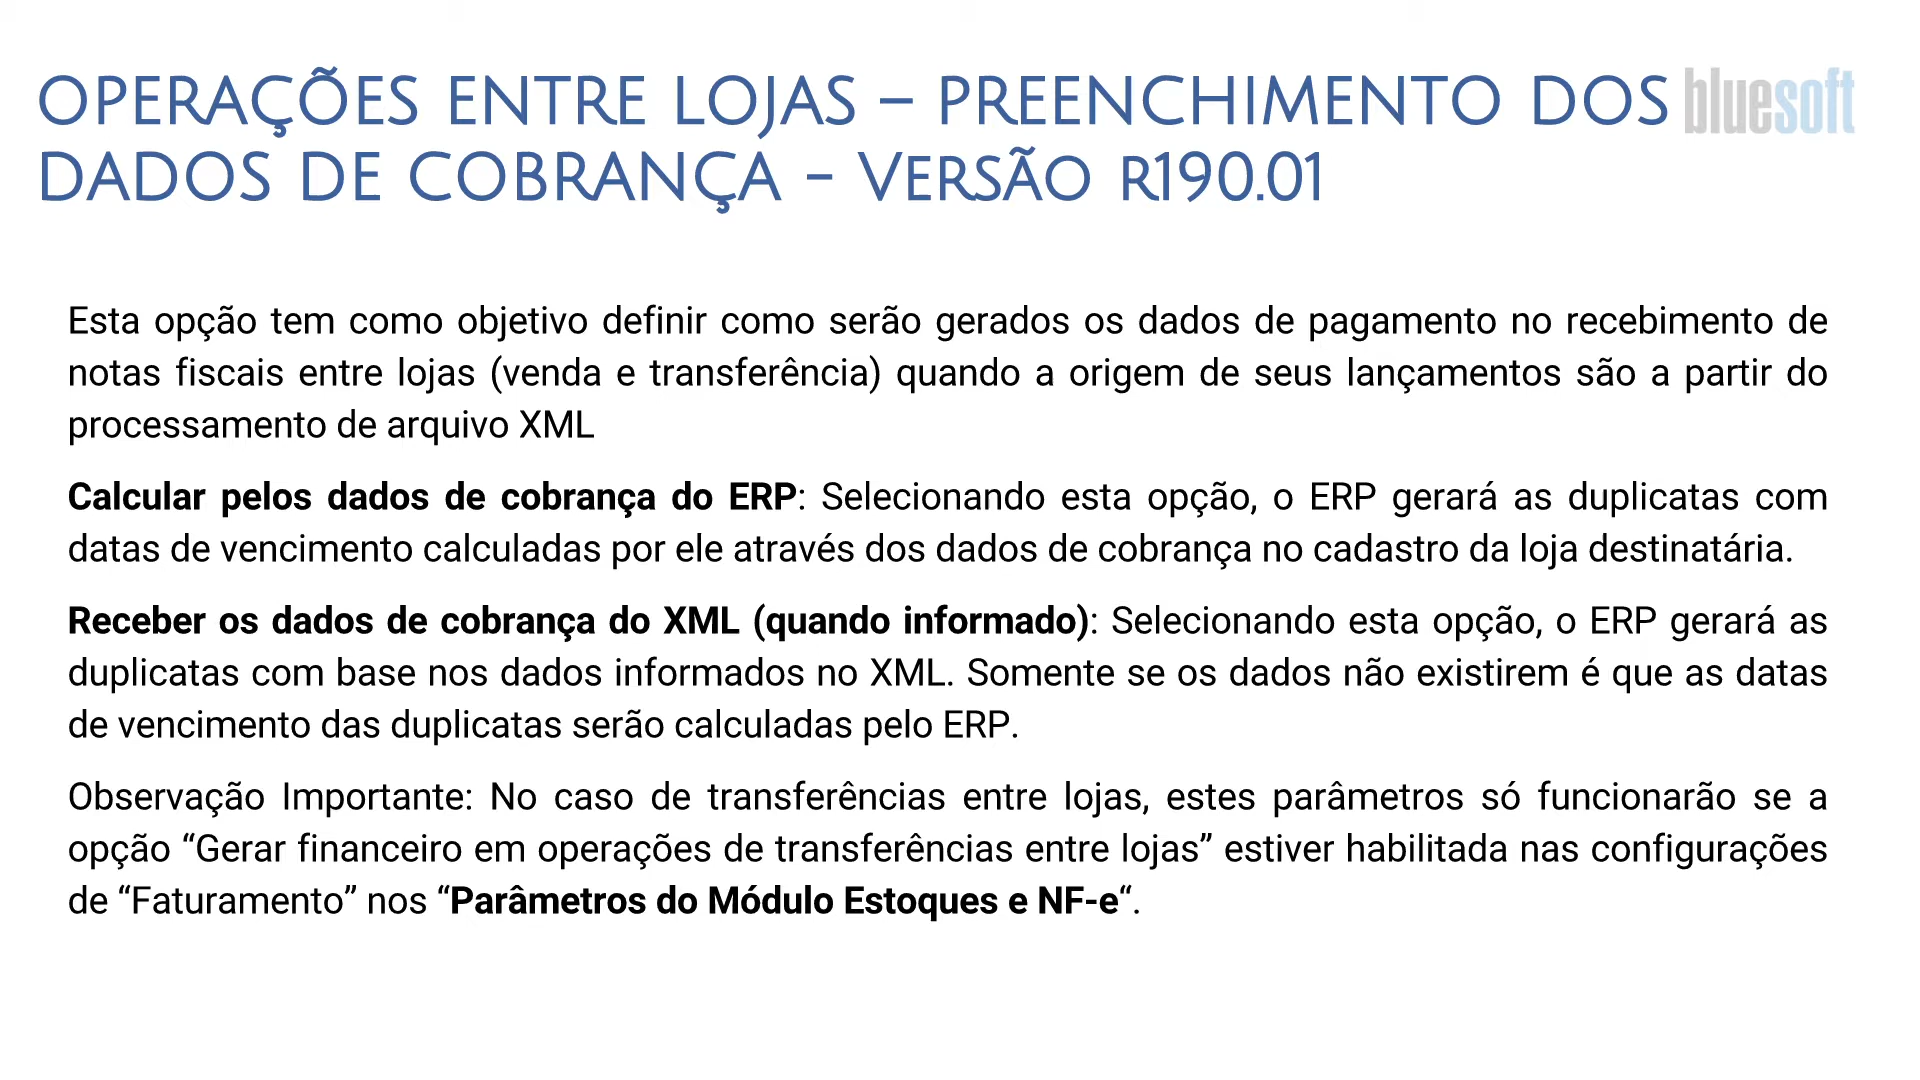 OPERAÇÕES ENTRE LOJAS – PREENCHIMENTO DOS
bluesoft
DADOS DE COBRANÇA - VERSÃO R190.01
Esta opção tem como objetivo definir como serão gerados os dados de pagamento no recebimento de
notas fiscais entre lojas (venda e transferência) quando a origem de seus lançamentos são a partir do
processamento de arquivo XML
Calcular pelos dados de cobrança do ERP: Selecionando esta opção, o ERP gerará as duplicatas com
datas de vencimento calculadas por ele através dos dados de cobrança no cadastro da loja destinatária.
Receber os dados de cobrança do XML (quando informado): Selecionando esta opção, o ERP gerará as
duplicatas com base nos dados informados no XML. Somente se os dados não existirem é que as datas
de vencimento das duplicatas serão calculadas pelo ERP.
Observação Importante: No caso de transferências entre lojas, estes parâmetros só funcionarão se a
opção “Gerar financeiro em operações de transferências entre lojas” estiver habilitada nas configurações
de “Faturamento” nos “Parâmetros do Módulo Estoques e NF-e“.